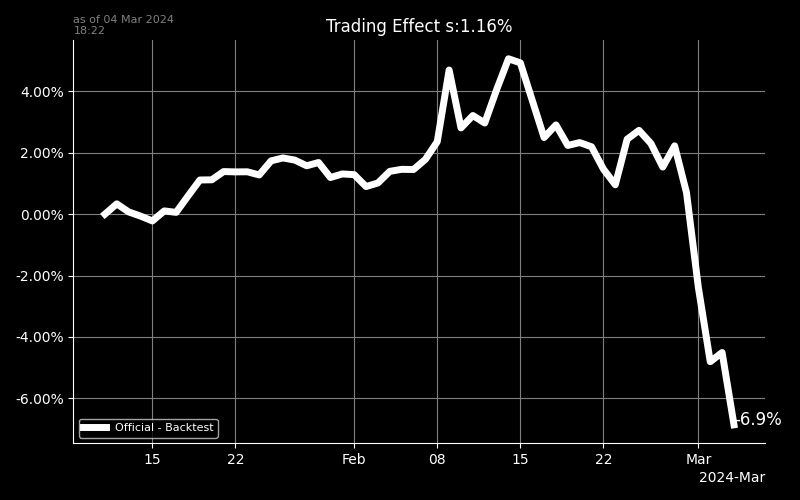 as of 04 Mar 2024
18:22
Trading Effect s:1.16%
4.00%
2.00%
0.00%
-2.00%
-4.00%
-6.00%
-6.9%
Official - Backtest
15 22 Feb 08 15 22 Mar
2024-Mar